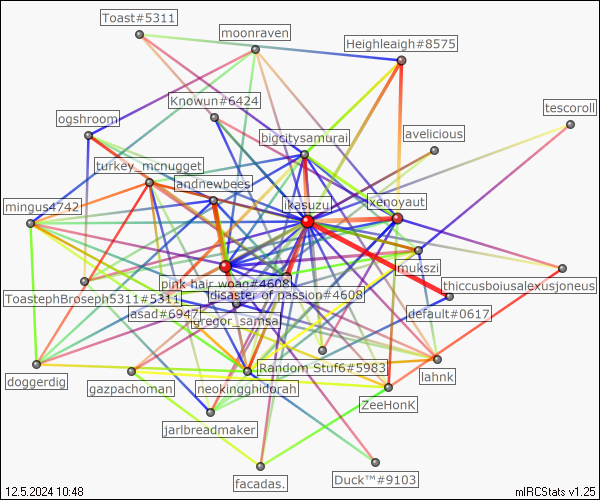 Toast#5311
moonraven
Heighleaigh#8575
Knowun#6424
tescoroll
ogshroom
bigcitysamurai
avelicious
turkey_mcnugget
andnewbees
mingus4742
ikasuzu
xenoyaut
mukszi
pink hair woag#4608
thiccusboiusalexusjoneus
ToastephBroseph5311#5311
disaster of passion#4608
asad#6947
gregor_samsa
default#0617
Random Stuf6#5983
doggerdig
gazpachoman
neokingghidorah
lahnk
ZeeHonK
jarlbreadmaker
facadas.
Duck™#9103
12.5.2024 10:48
mIRCStats v1.25